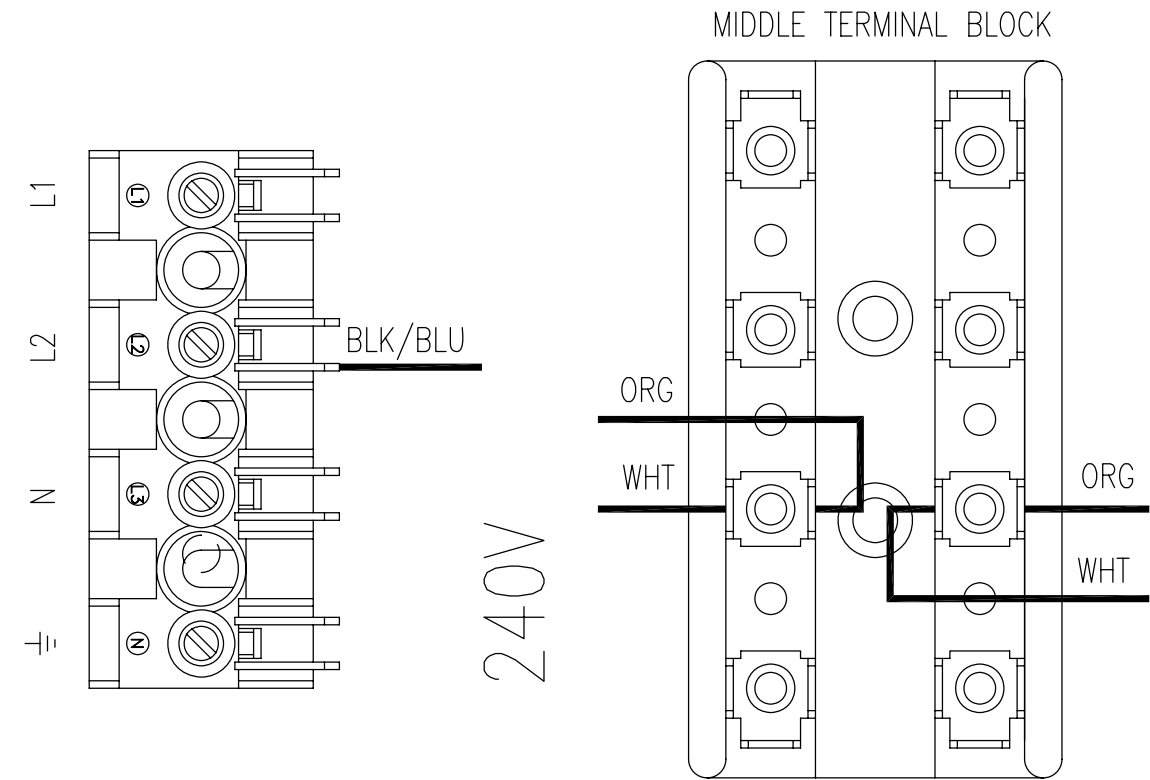 MIDDLE TERMINAL BLOCK
L1
L1
L2
L2
BLK/BLU
N
L3
N
240V
ORG
WHT
ORG
WHT